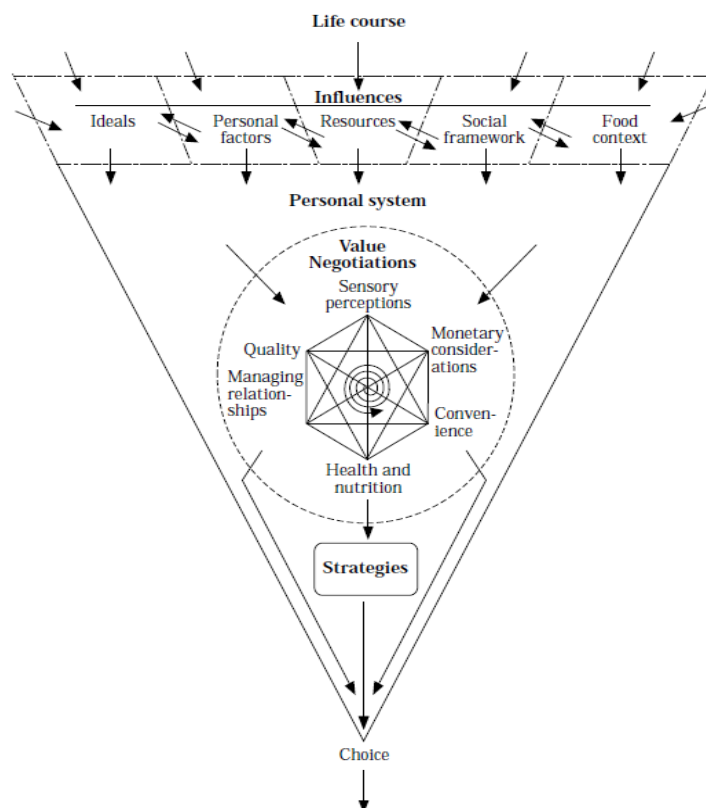 Life course
Influences
Ideals
Personal
factors
Resources
Social
framework
Food
context
Personal system
Value
Negotiations
Sensory
perceptions
Quality
Monetary
consider-
ations
Managing
relation-
ships
Conven-
ience
Health and
nutrition
Strategies
Choice